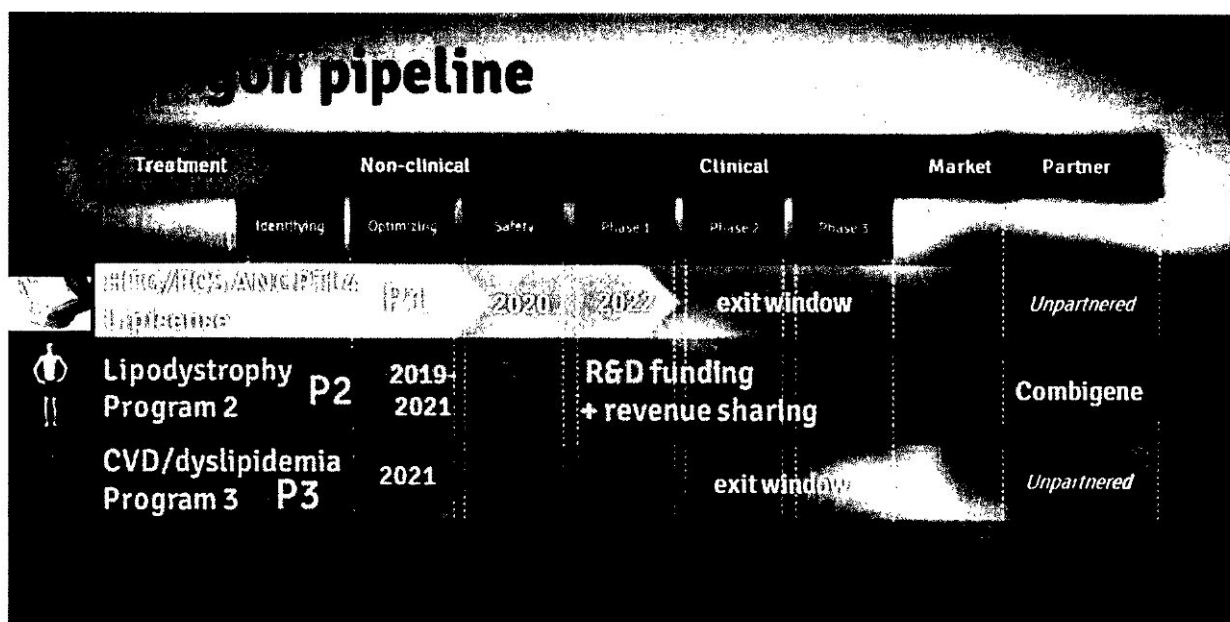 pipeline
Treatment Non-clinical Clinical Market Partner
Identifying Optimizing Safety Phase 1 Phase 2 Phase 3
P1 2020 2022 exit window Unpartnered
Lipodystrophy
Program 2 P2 2019-
2021 R&D funding
+ revenue sharing Combigene
CVD/dyslipidemia
Program 3 P3 2021 exit window Unpartnered